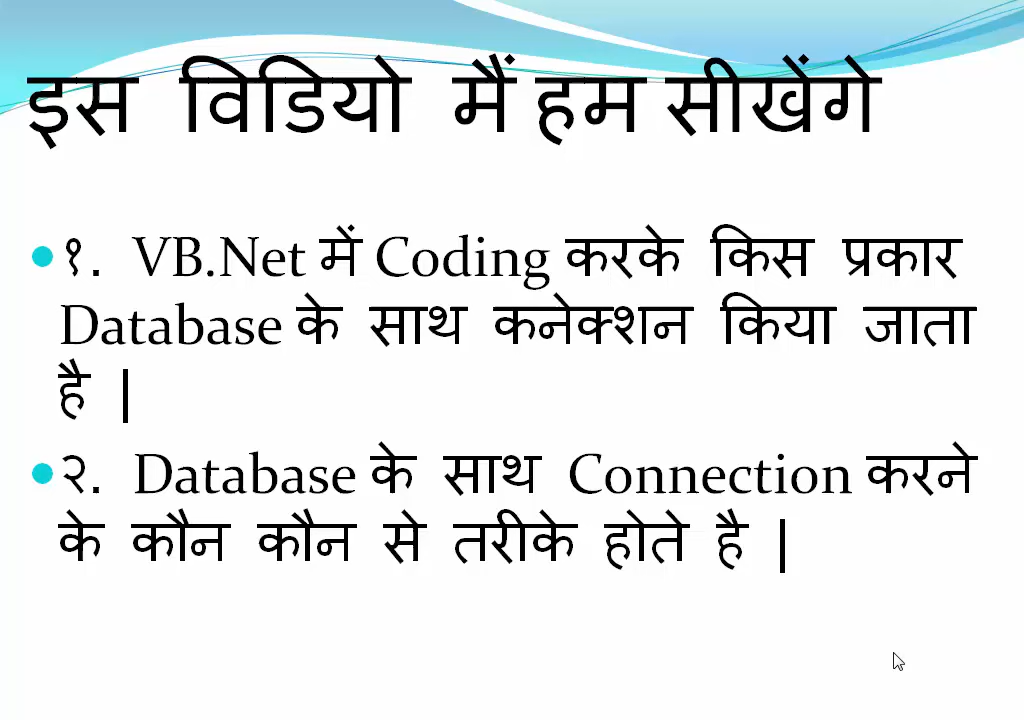 इस विडियो मैं हम सीखेंगे
१. VB.Net में Coding करके किस प्रकार
Database के साथ कनेक्शन किया जाता
है |
२. Database के साथ Connection करने
के कौन कौन से तरीके होते है |